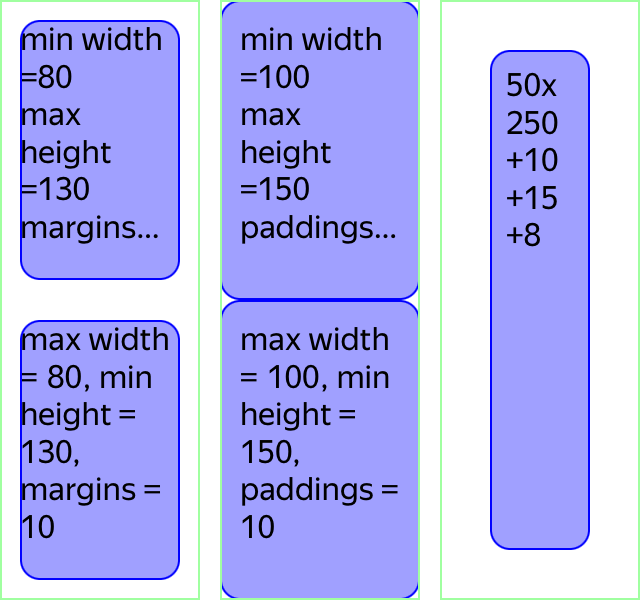 min width
=80
max
height
=130
margins...
max width
= 80, min
height =
130,
margins =
10
min width
=100
max
height
=150
paddings...
max width
= 100, min
height =
150,
paddings =
10
50x
250
+10
+15
+8